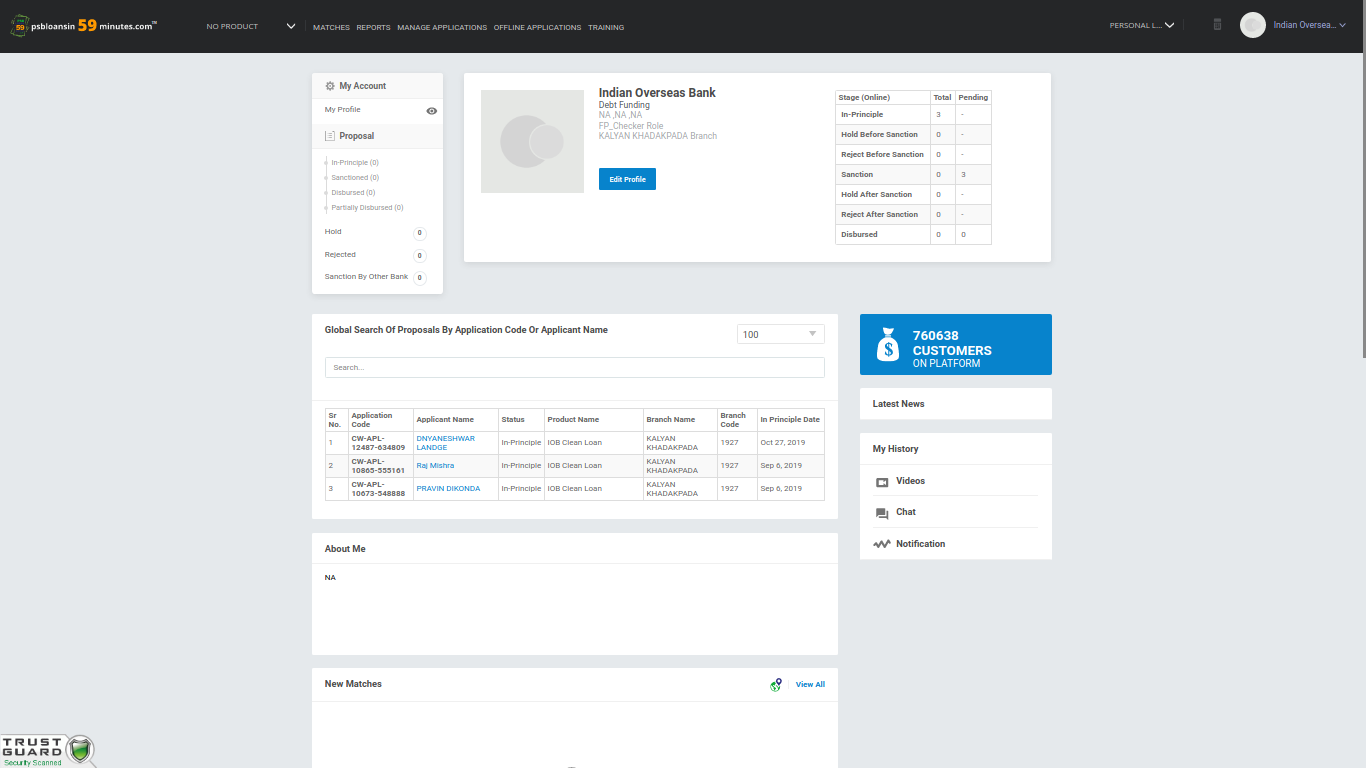 psbloansin 59 minutes.com™
NO PRODUCT
MATCHES REPORTS MANAGE APPLICATIONS OFFLINE APPLICATIONS TRAINING
PERSONAL L...
Indian Oversea...
My Account
My Profile
Proposal
In-Principle (0)
Sanctioned (0)
Disbursed (0)
Partially Disbursed (0)
Hold 0
Rejected 0
Sanction By Other Bank 0
Indian Overseas Bank
Debt Funding
NA ,NA ,NA
FP_Checker Role
KALYAN KHADAKPADA Branch
Edit Profile
Stage (Online) Total Pending
In-Principle 3 -
Hold Before Sanction 0 -
Reject Before Sanction 0 -
Sanction 0 3
Hold After Sanction 0 -
Reject After Sanction 0 -
Disbursed 0 0
Global Search Of Proposals By Application Code Or Applicant Name
100
Search...
Sr No. Application Code Applicant Name Status Product Name Branch Name Branch Code In Principle Date
1 CW-APL-12487-634809 DNYANESHWAR LANDGE In-Principle IOB Clean Loan KALYAN KHADAKPADA 1927 Oct 27, 2019
2 CW-APL-10865-555161 Raj Mishra In-Principle IOB Clean Loan KALYAN KHADAKPADA 1927 Sep 6, 2019
3 CW-APL-10673-548888 PRAVIN DIKONDA In-Principle IOB Clean Loan KALYAN KHADAKPADA 1927 Sep 6, 2019
760638
CUSTOMERS
ON PLATFORM
Latest News
My History
Videos
Chat
Notification
About Me
NA
New Matches
View All
TRUST
GUARD
Security Scanned